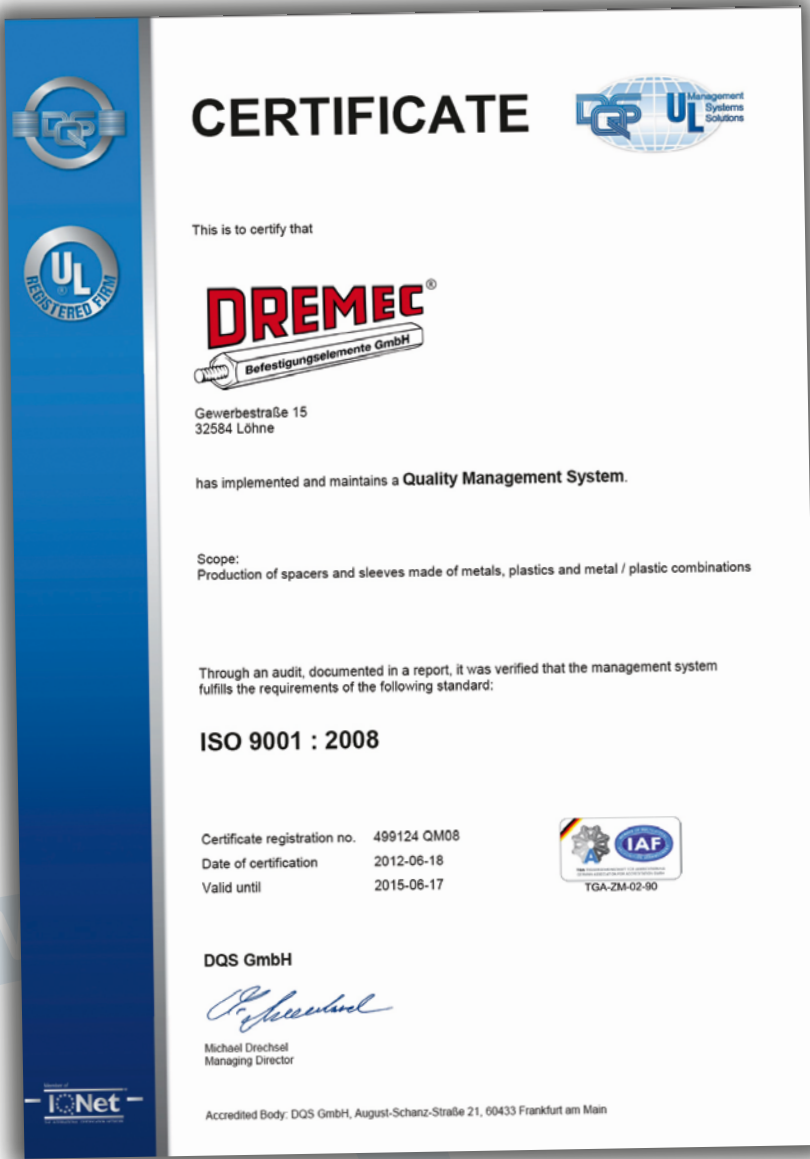 DQS
CERTIFICATE
DQS
UL
Management
Systems
Solutions
UL
®
REGISTERED FIRM
This is to certify that
DREMEC®
Befestigungselemente GmbH
Gewerbestraße 15
32584 Löhne
has implemented and maintains a Quality Management System.
Scope:
Production of spacers and sleeves made of metals, plastics and metal / plastic combinations
Through an audit, documented in a report, it was verified that the management system
fulfills the requirements of the following standard:
ISO 9001 : 2008
Certificate registration no. 499124 QM08
Date of certification 2012-06-18
Valid until 2015-06-17
IAF
TGA-ZM-02-90
DQS GmbH
Michael Drechsel
Managing Director
Member of
IQNet
Accredited Body: DQS GmbH, August-Schanz-Straße 21, 60433 Frankfurt am Main